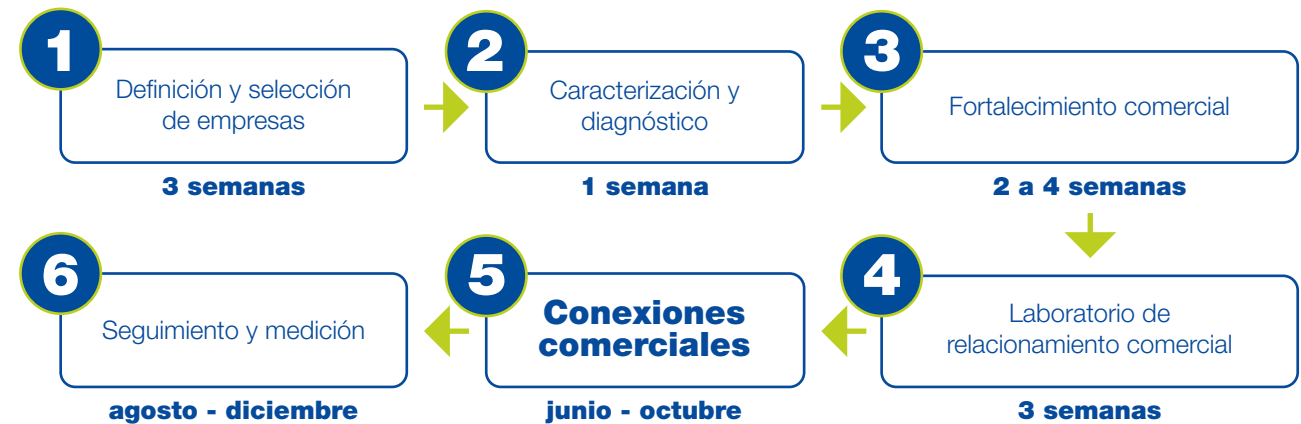 1
Definición y selección
de empresas
3 semanas
2
Caracterización y
diagnóstico
1 semana
3
Fortalecimiento comercial
2 a 4 semanas
4
Laboratorio de
relacionamiento comercial
3 semanas
5
Conexiones
comerciales
junio - octubre
6
Seguimiento y medición
agosto - diciembre